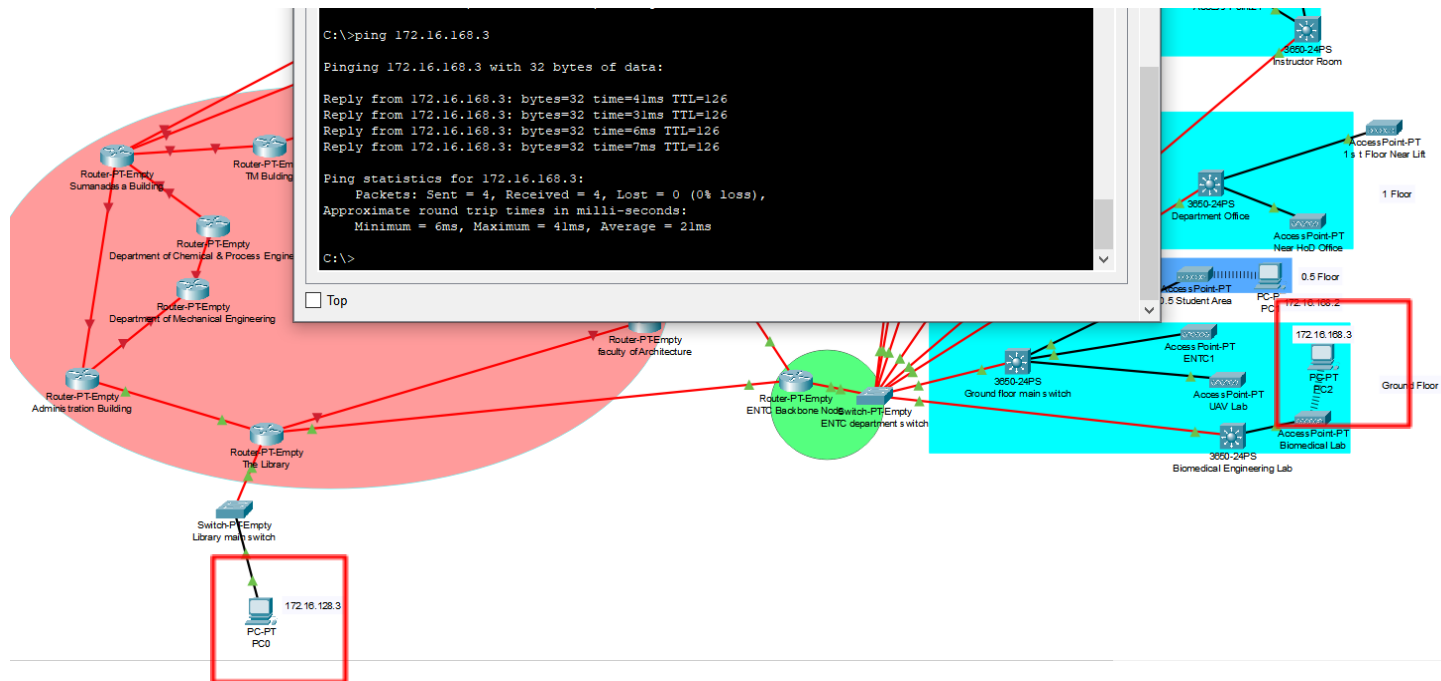 C:\>ping 172.16.168.3
Pinging 172.16.168.3 with 32 bytes of data:
Reply from 172.16.168.3: bytes=32 time=41ms TTL=126
Reply from 172.16.168.3: bytes=32 time=31ms TTL=126
Reply from 172.16.168.3: bytes=32 time=6ms TTL=126
Reply from 172.16.168.3: bytes=32 time=7ms TTL=126
Ping statistics for 172.16.168.3:
Packets: Sent = 4, Received = 4, Lost = 0 (0% loss),
Approximate round trip times in milli-seconds:
Minimum = 6ms, Maximum = 41ms, Average = 21ms
C:\>
Top
3650-24PS
Instructor Room
AccessPoint-PT
1 s t Floor Near Lift
1 Floor
3650-24PS
Department Office
AccessPoint-PT
Near HoD Office
Router-PT-Empty
Sumanadasa Building
Router-PT-Em
TM Building
Router-PT-Empty
Department of Chemical & Process Engine
Router-PT-Empty
Department of Mechanical Engineering
AccessPoint-PT
0.5 Student Area
PC-P
0.5 Floor
172.16.168.2
Router-PT-Empty
faculty of Architecture
172.16.168.3
PC-PT
PC2
Ground Floor
AccessPoint-PT
ENTC1
3650-24PS
Ground floor main switch
AccessPoint-PT
UAV Lab
Router-PT-Empty
Administration Building
Router-PT-Empty
ENTC Backbone Node
Switch-PT-Empty
ENTC department switch
AccessPoint-PT
Biomedical Lab
3650-24PS
Biomedical Engineering Lab
Router-PT-Empty
The Library
Switch-PT-Empty
Library main switch
172.16.128.3
PC-PT
PC0